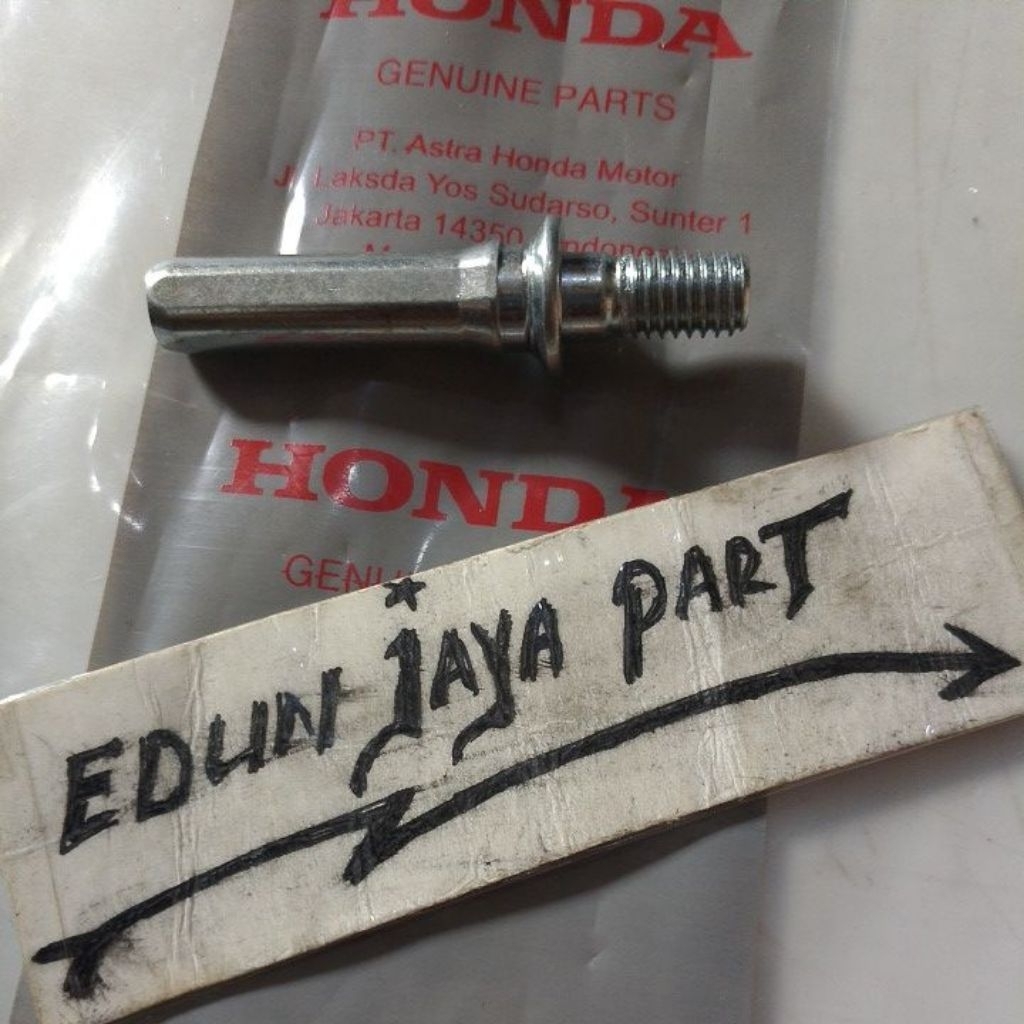 HONDA
GENUINE PARTS
PT. Astra Honda Motor
Laksda Yos Sudarso, Sunter 1
Jakarta 14350
HONDA
EDUN jAYA PART